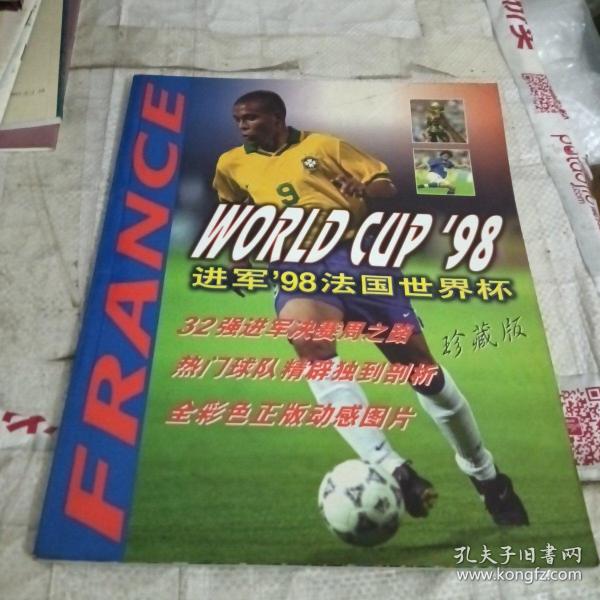 FRANCE
9
WORLD CUP '98
进军'98法国世界杯
32强进军决赛周之路
珍藏版
热门球队精辟独到剖析
全彩色正版动感图片
孔夫子旧书网
www.kongfz.com